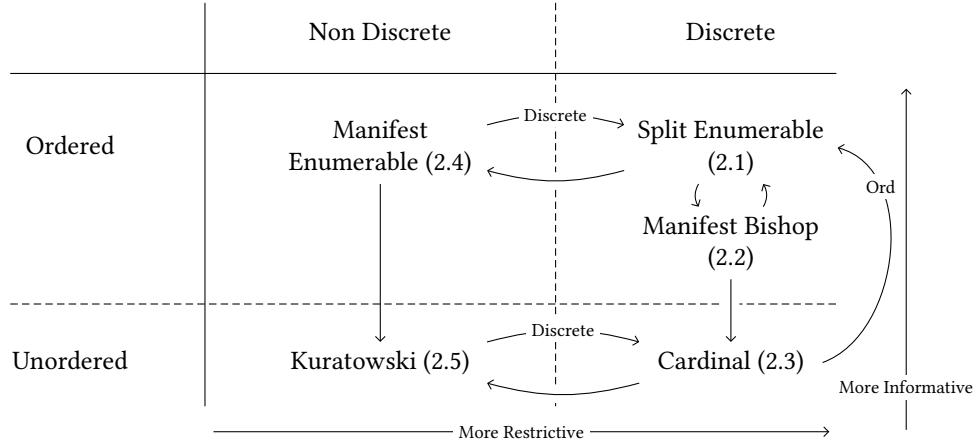 Non Discrete
Discrete
Ordered
Manifest
Enumerable (2.4)
Discrete
Split Enumerable
(2.1)
Ord
Manifest Bishop
(2.2)
Unordered
Kuratowski (2.5)
Discrete
Cardinal (2.3)
More Informative
More Restrictive